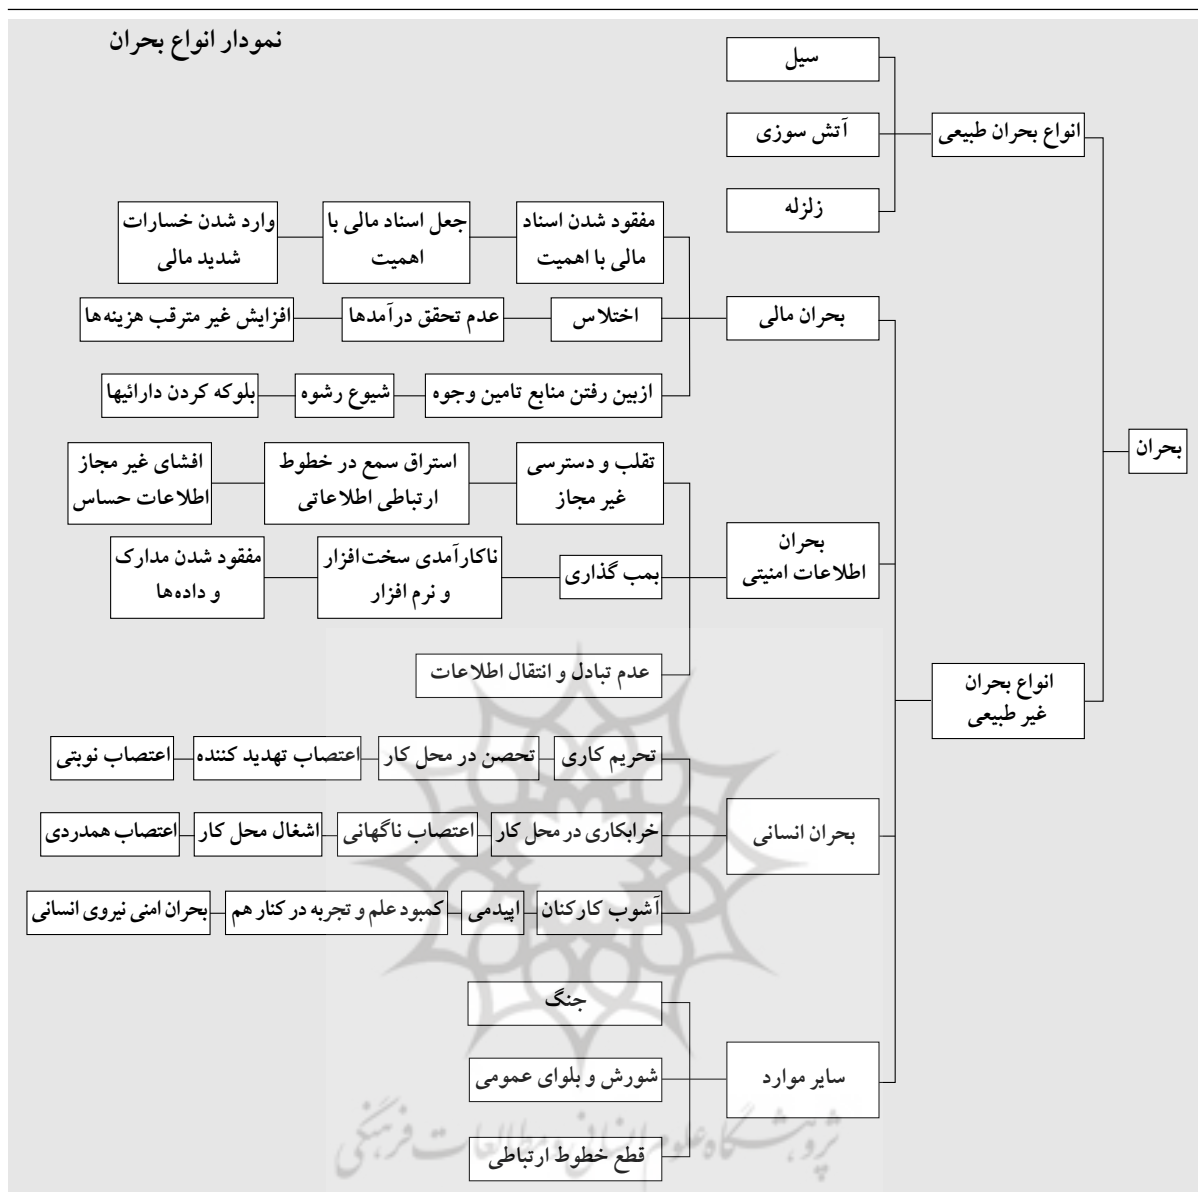 نمودار انواع بحران
بحران
انواع بحران طبیعی
سیل
آتش سوزی
زلزله
انواع بحران
غیر طبیعی
بحران مالی
مفقود شدن اسناد
مالی با اهمیت
جعل اسناد مالی با
اهمیت
وارد شدن خسارات
شدید مالی
اختلاس
عدم تحقق درآمدها
افزایش غیر مترقب هزینه‌ها
ازبین رفتن منابع تامین وجوه
شیوع رشوه
بلوکه کردن دارائیها
بحران
اطلاعات امنیتی
تقلب و دسترسی
غیر مجاز
استراق سمع در خطوط
ارتباطی اطلاعاتی
افشای غیر مجاز
اطلاعات حساس
بمب گذاری
ناکارآمدی سخت‌افزار
و نرم افزار
مفقود شدن مدارک
و داده‌ها
عدم تبادل و انتقال اطلاعات
بحران انسانی
تحریم کاری
تحصن در محل کار
اعتصاب تهدید کننده
اعتصاب نوبتی
خرابکاری در محل کار
اعتصاب ناگهانی
اشغال محل کار
اعتصاب همدردی
آشوب کارکنان
اپیدمی
کمبود علم و تجربه در کنار هم
بحران امنی نیروی انسانی
سایر موارد
جنگ
شورش و بلوای عمومی
قطع خطوط ارتباطی
پژوهشگاه علوم انسانی و مطالعات فرهنگی